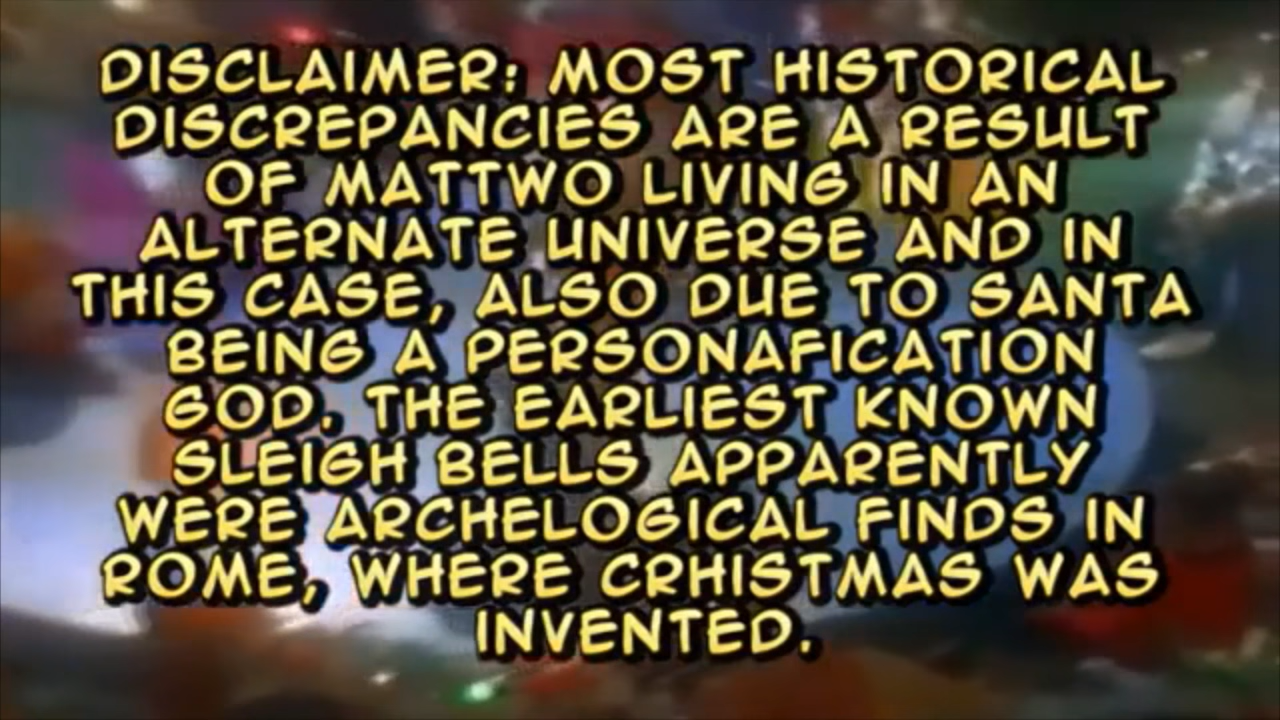 DISCLAIMER: MOST HISTORICAL
DISCREPANCIES ARE A RESULT
OF MATTWO LIVING IN AN
ALTERNATE UNIVERSE AND IN
THIS CASE, ALSO DUE TO SANTA
BEING A PERSONAFICATION
GOD. THE EARLIEST KNOWN
SLEIGH BELLS APPARENTLY
WERE ARCHELOGICAL FINDS IN
ROME, WHERE CRHISTMAS WAS
INVENTED.